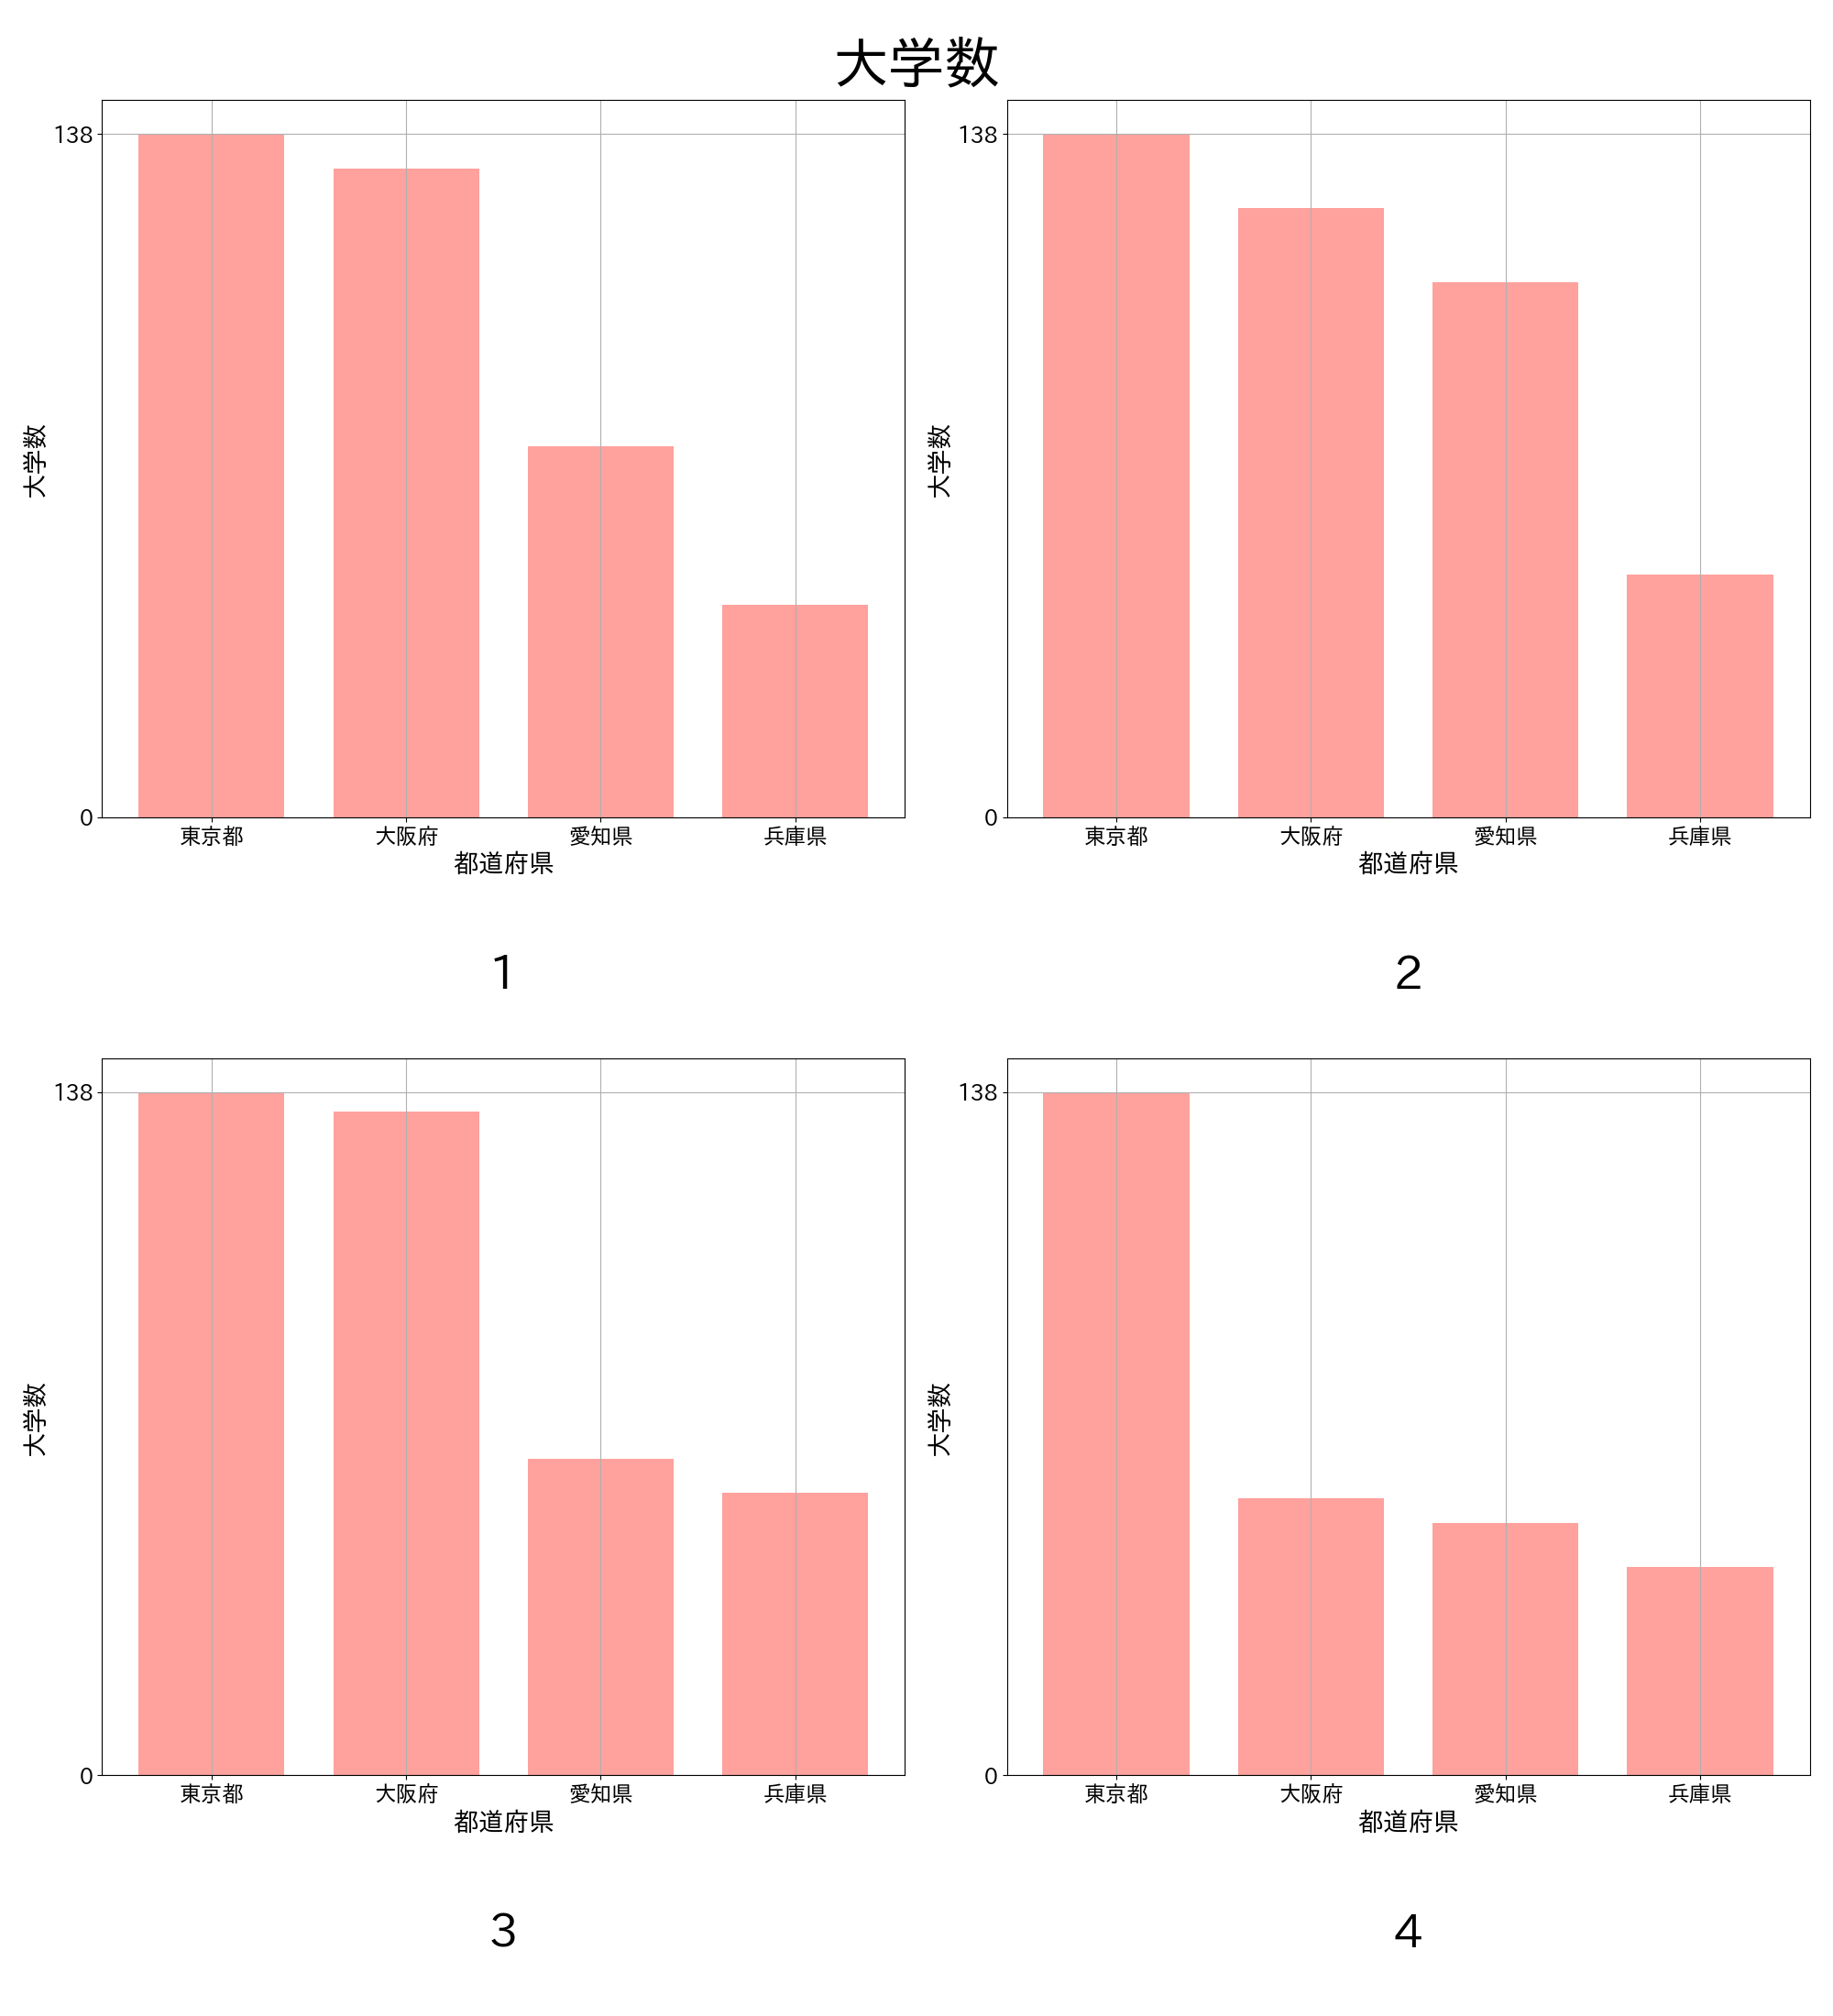 大学数
138
0
大学数
東京都 大阪府 愛知県 兵庫県
都道府県
1
138
0
大学数
東京都 大阪府 愛知県 兵庫県
都道府県
2
138
0
大学数
東京都 大阪府 愛知県 兵庫県
都道府県
3
138
0
大学数
東京都 大阪府 愛知県 兵庫県
都道府県
4